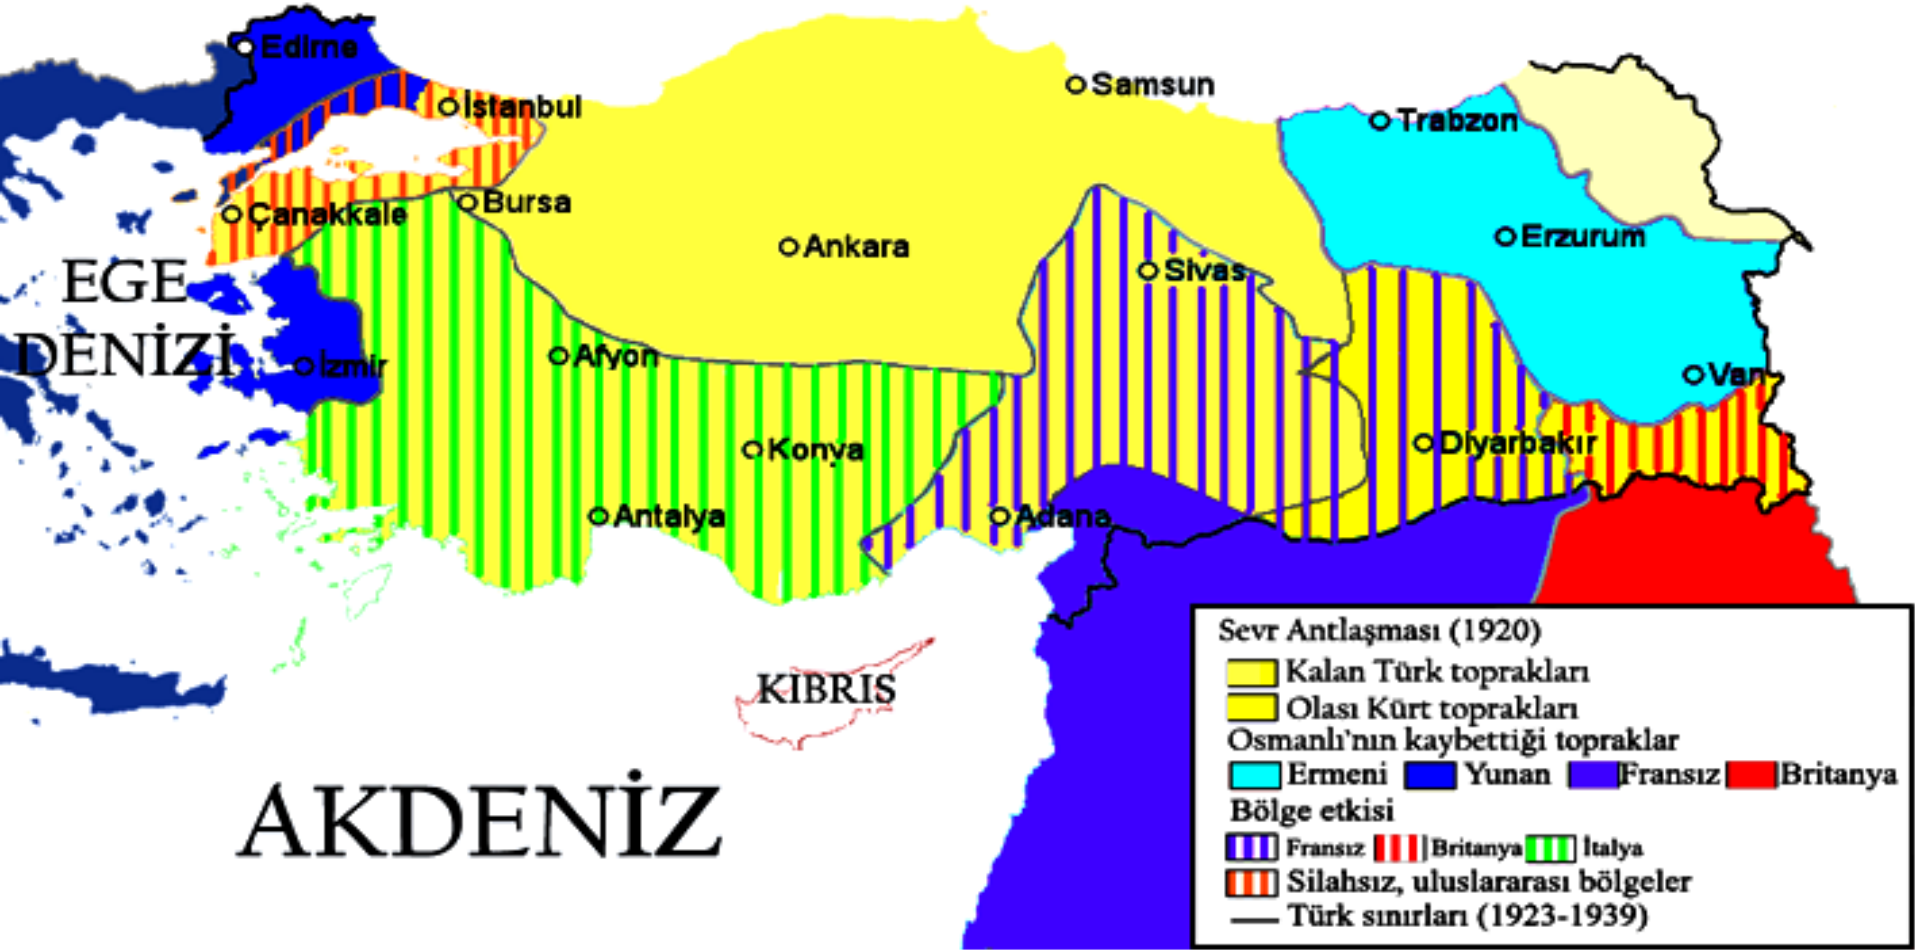 Edirne
İstanbul
Samsun
Trabzon
Çanakkale
Bursa
Ankara
Sivas
Erzurum
EGE
DENİZİ
İzmir
Afyon
Van
Konya
Diyarbakır
Antalya
Adana
KIBRIS
AKDENİZ
Sevr Antlaşması (1920)
Kalan Türk toprakları
Olası Kürt toprakları
Osmanlı'nın kaybettiği topraklar
Ermeni Yunan Fransız Britanya
Bölge etkisi
Fransız Britanya İtalya
Silahsız, uluslararası bölgeler
Türk sınırları (1923-1939)